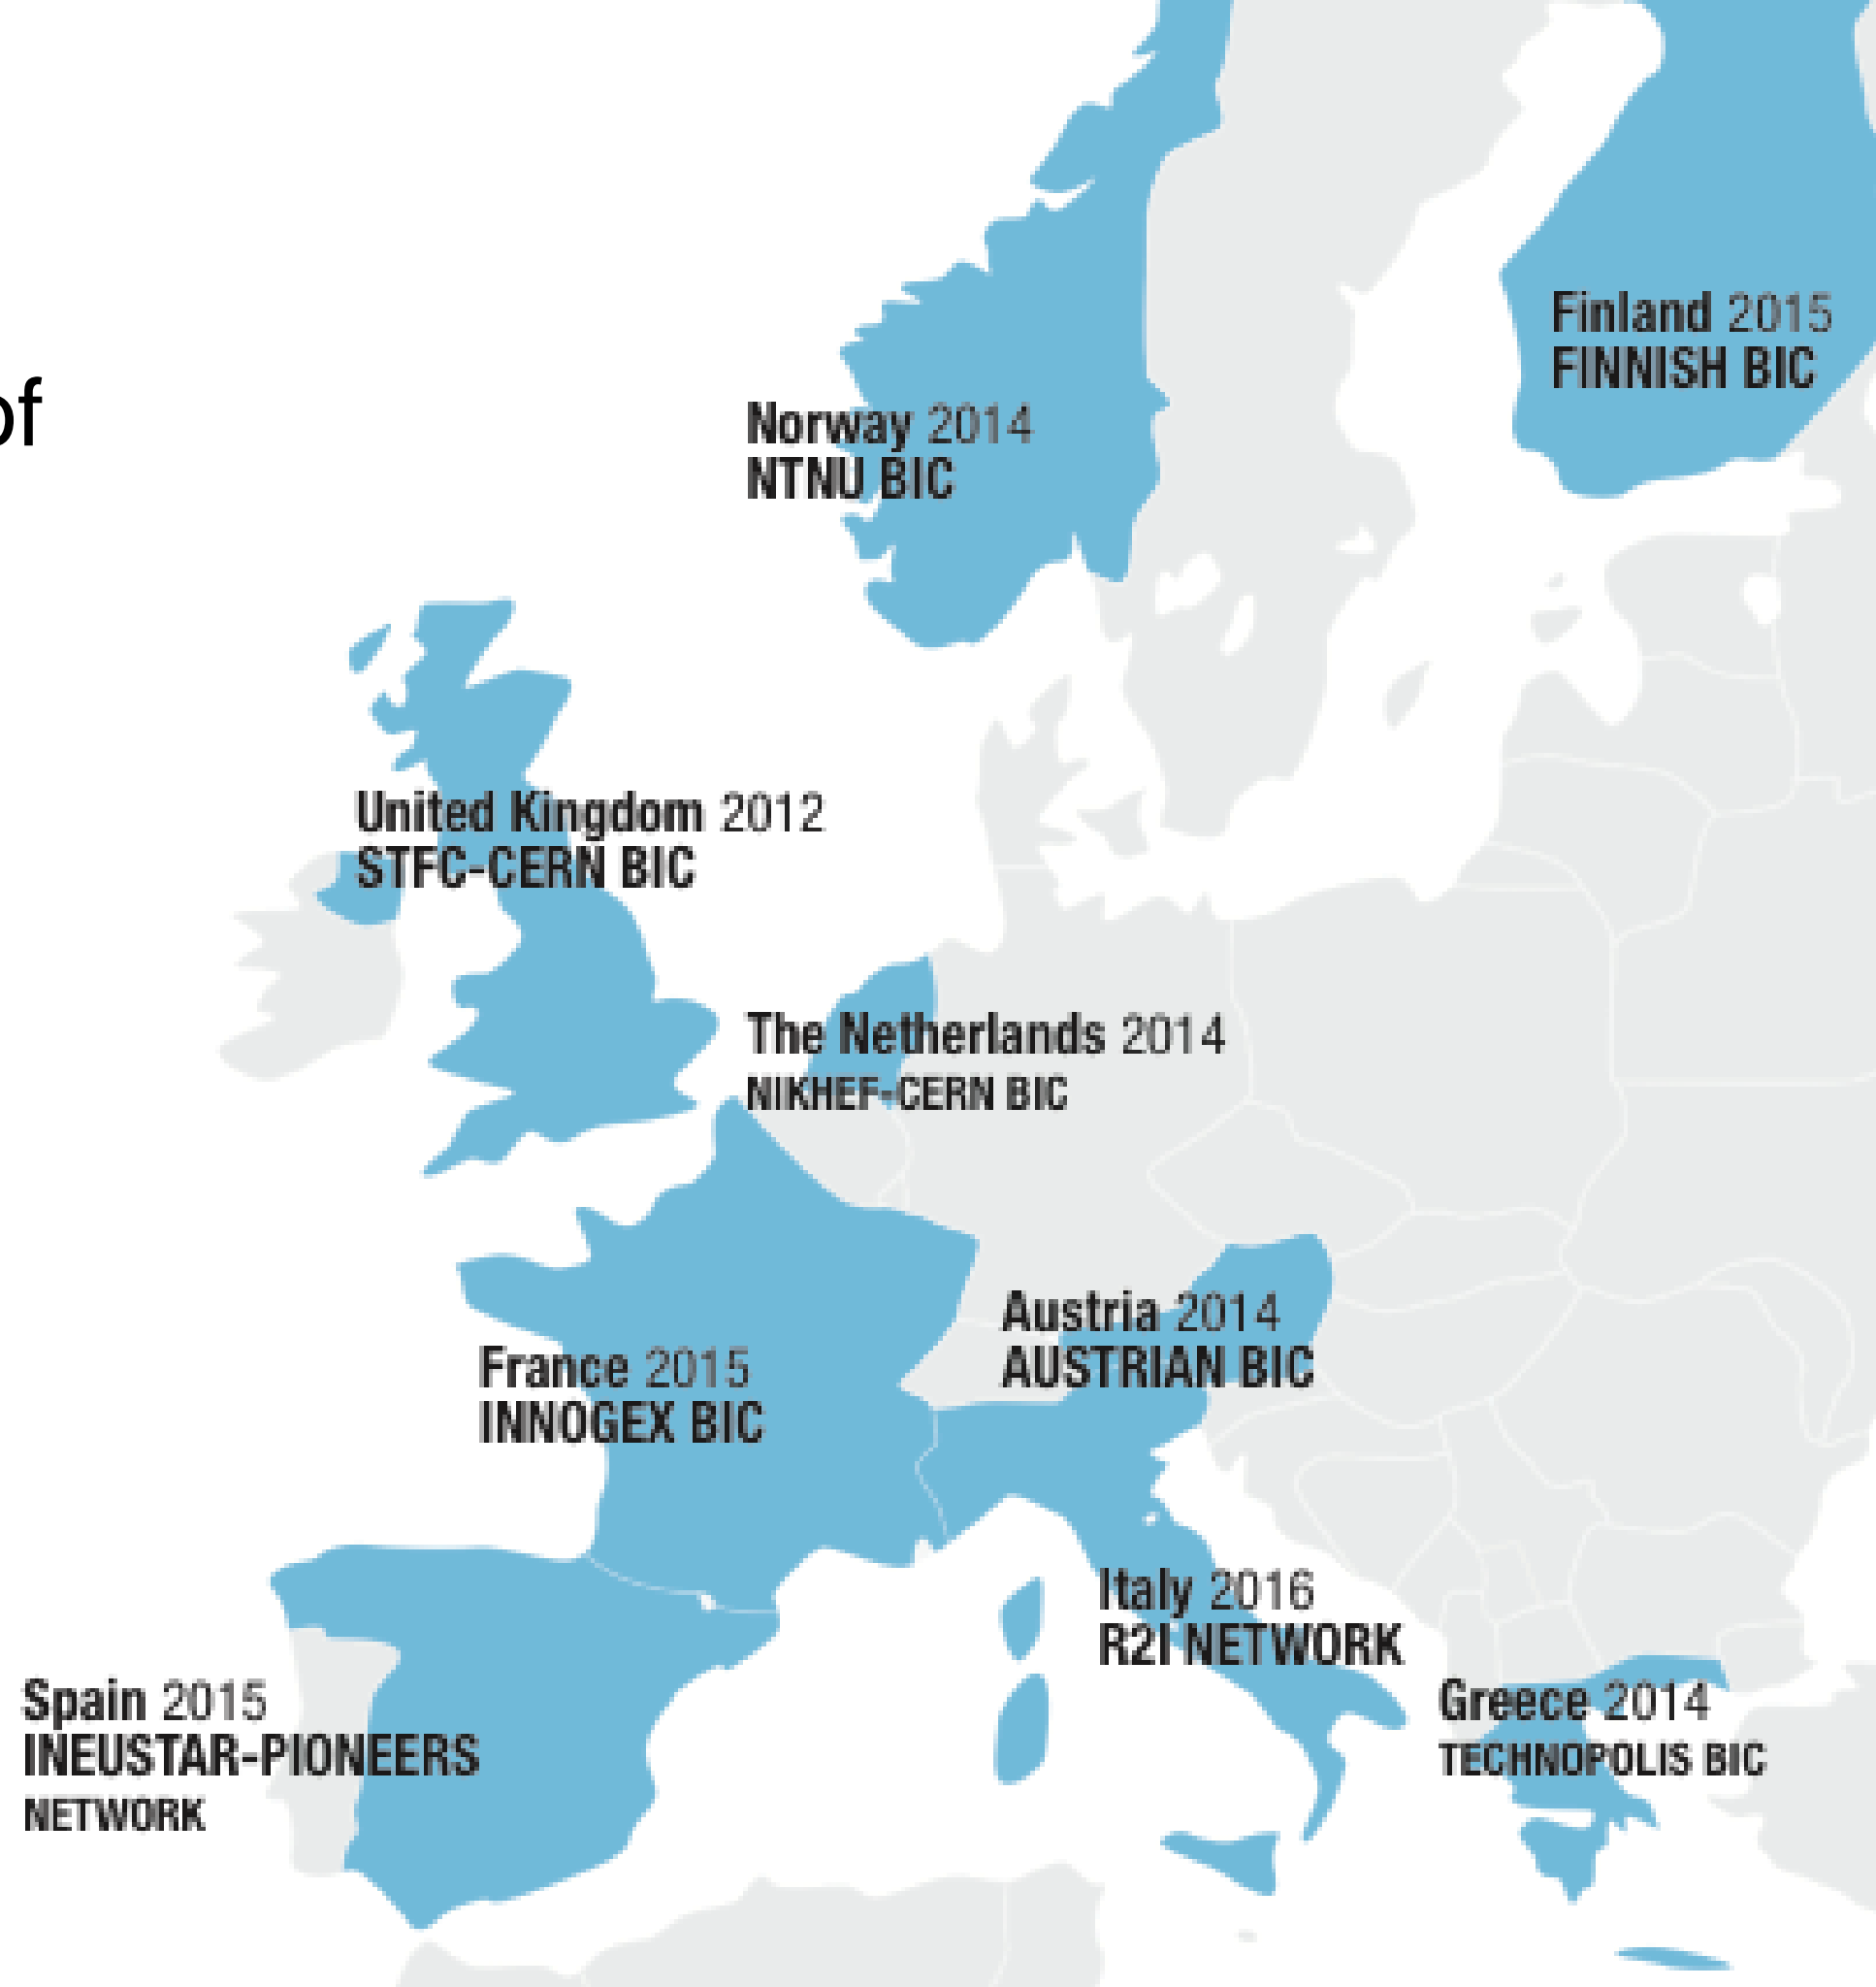 Finland 2015
FINNISH BIC
of
Norway 2014
NTNU BIC
United Kingdom 2012
STFC-CERN BIC
The Netherlands 2014
NIKHEF-CERN BIC
Austria 2014
AUSTRIAN BIC
France 2015
INNOGEX BIC
Italy 2016
R2I NETWORK
Spain 2015
INEUSTAR-PIONEERS
NETWORK
Greece 2014
TECHNOPOLIS BIC